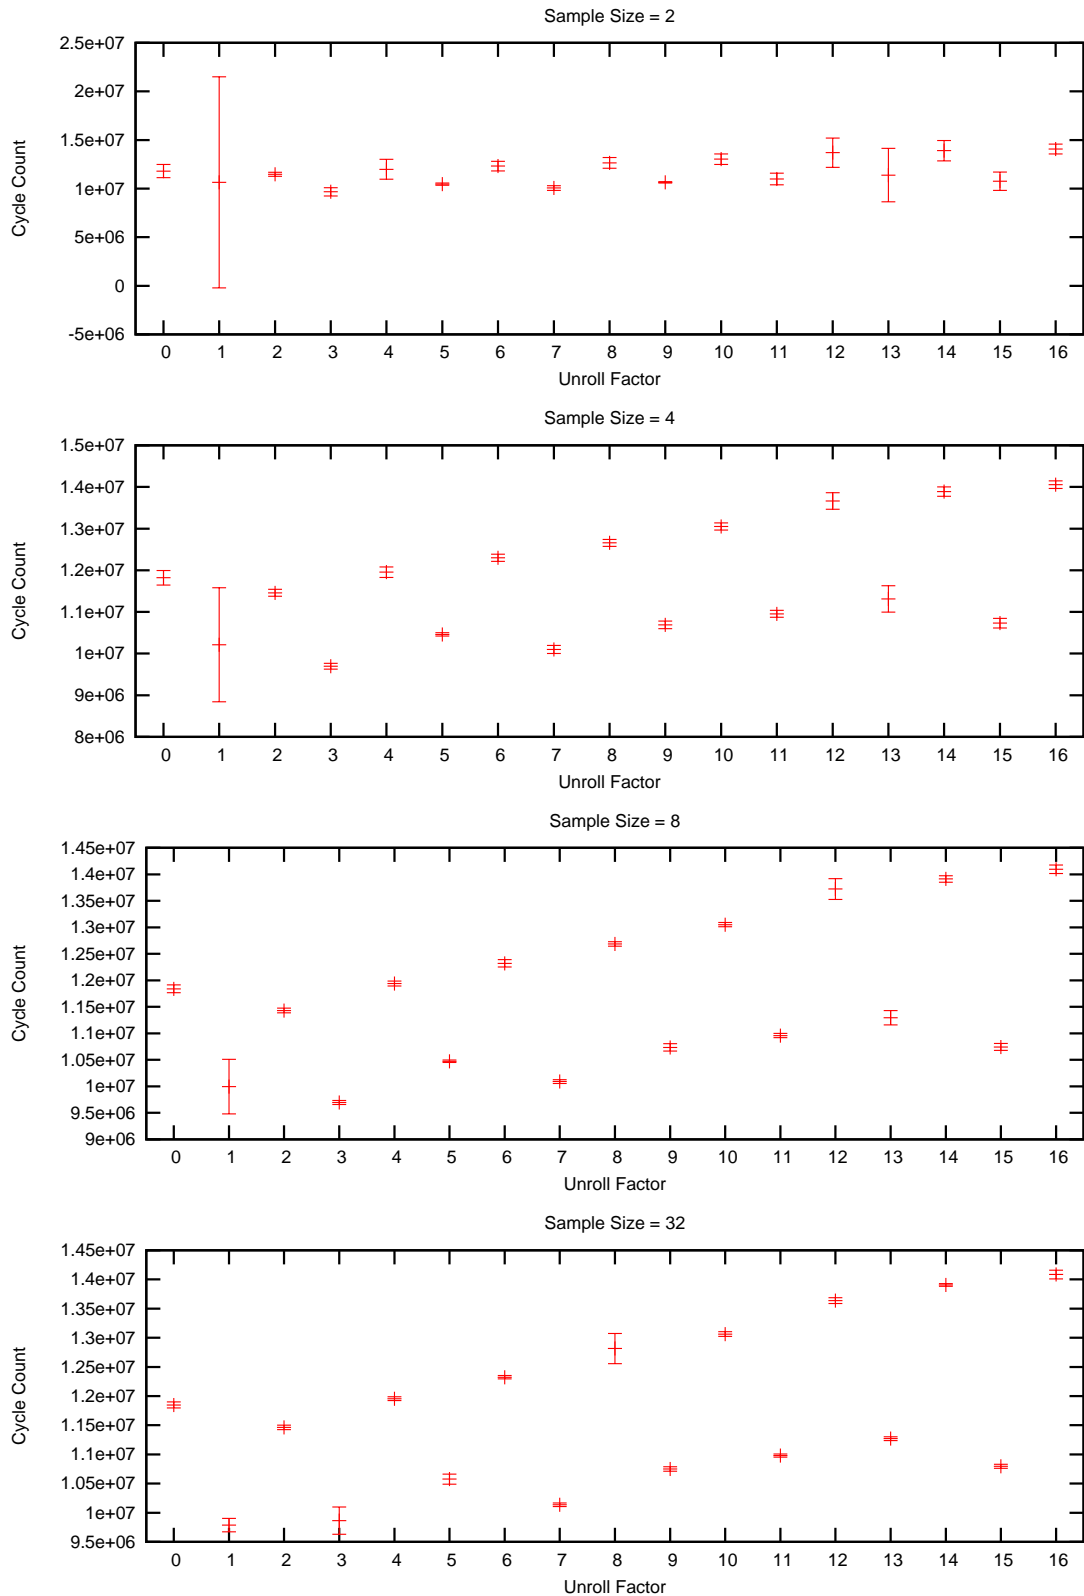 Sample Size = 2
2.5e+07
2e+07
1.5e+07
1e+07
5e+06
0
-5e+06
Cycle Count
0 1 2 3 4 5 6 7 8 9 10 11 12 13 14 15 16
Unroll Factor
Sample Size = 4
1.5e+07
1.4e+07
1.3e+07
1.2e+07
1.1e+07
1e+07
9e+06
8e+06
Cycle Count
0 1 2 3 4 5 6 7 8 9 10 11 12 13 14 15 16
Unroll Factor
Sample Size = 8
1.45e+07
1.4e+07
1.35e+07
1.3e+07
1.25e+07
1.2e+07
1.15e+07
1.1e+07
1.05e+07
1e+07
9.5e+06
9e+06
Cycle Count
0 1 2 3 4 5 6 7 8 9 10 11 12 13 14 15 16
Unroll Factor
Sample Size = 32
1.45e+07
1.4e+07
1.35e+07
1.3e+07
1.25e+07
1.2e+07
1.15e+07
1.1e+07
1.05e+07
1e+07
9.5e+06
Cycle Count
0 1 2 3 4 5 6 7 8 9 10 11 12 13 14 15 16
Unroll Factor